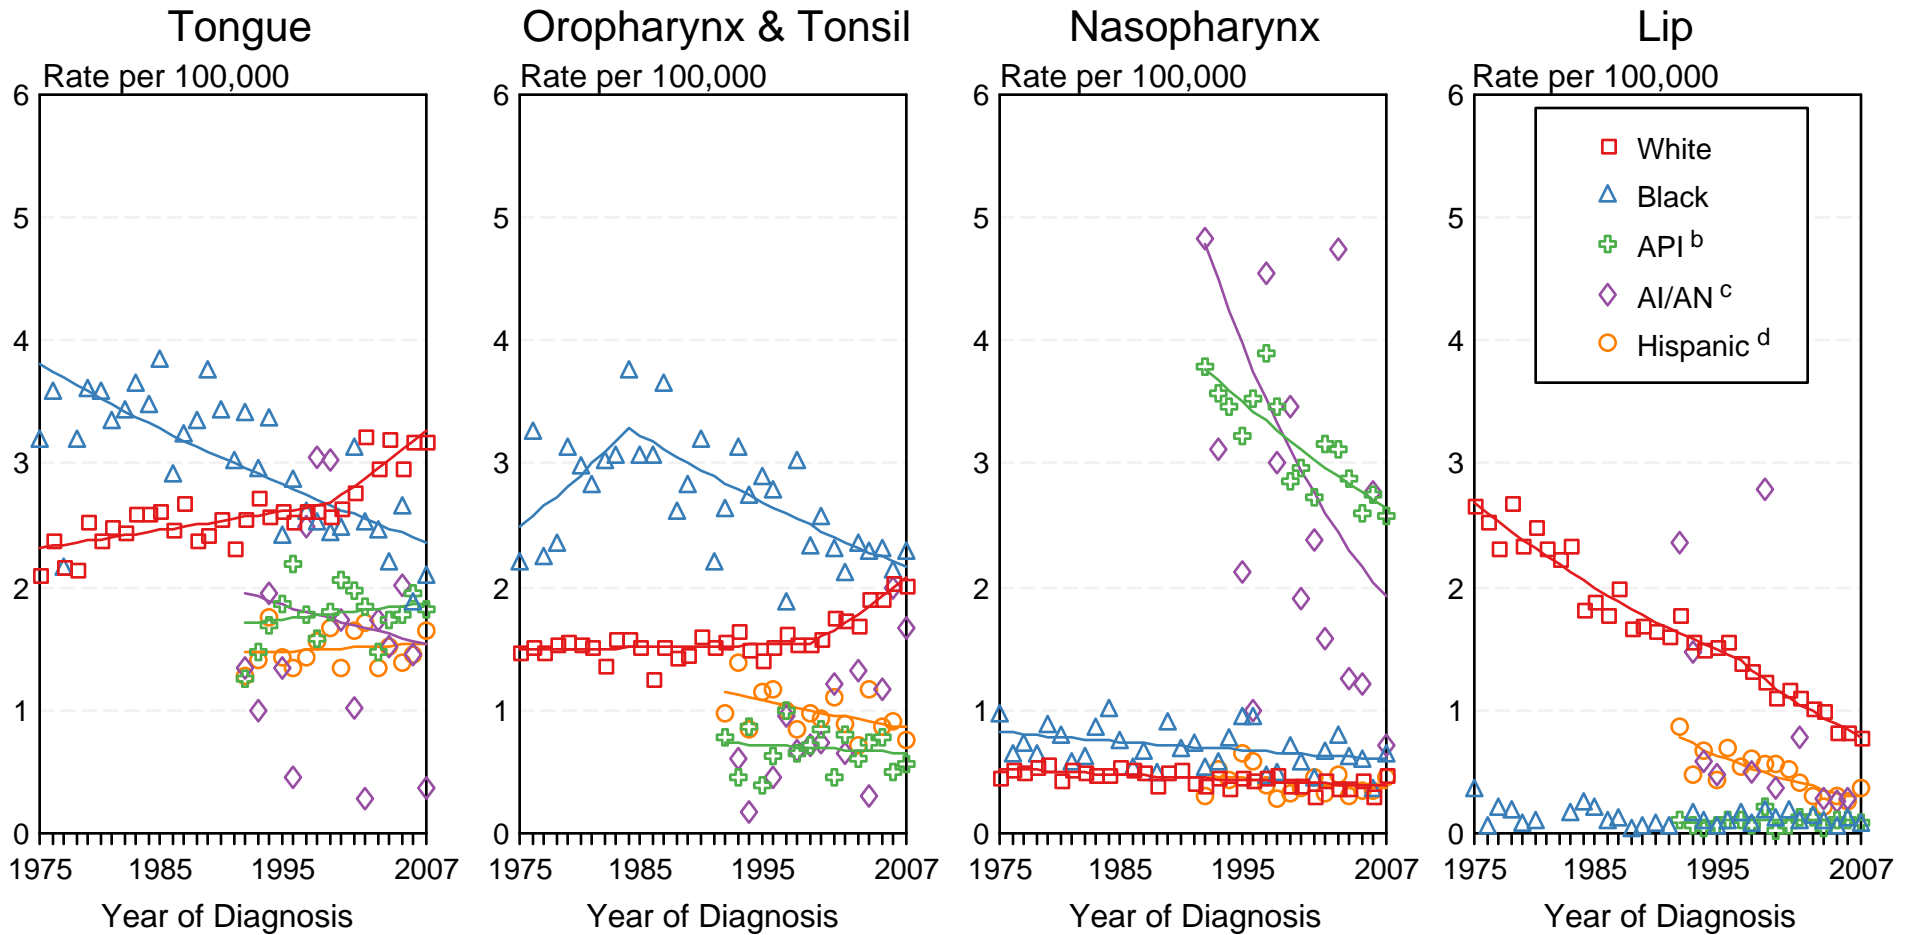 Tongue
Oropharynx & Tonsil
Nasopharynx
Lip
Rate per 100,000
Rate per 100,000
Rate per 100,000
Rate per 100,000
6
5
4
3
2
1
0
6
5
4
3
2
1
0
6
5
4
3
2
1
0
6
5
4
3
2
1
0
White
Black
API b
AI/AN c
Hispanic d
1975 1985 1995 2007
1975 1985 1995 2007
1975 1985 1995 2007
1975 1985 1995 2007
Year of Diagnosis
Year of Diagnosis
Year of Diagnosis
Year of Diagnosis